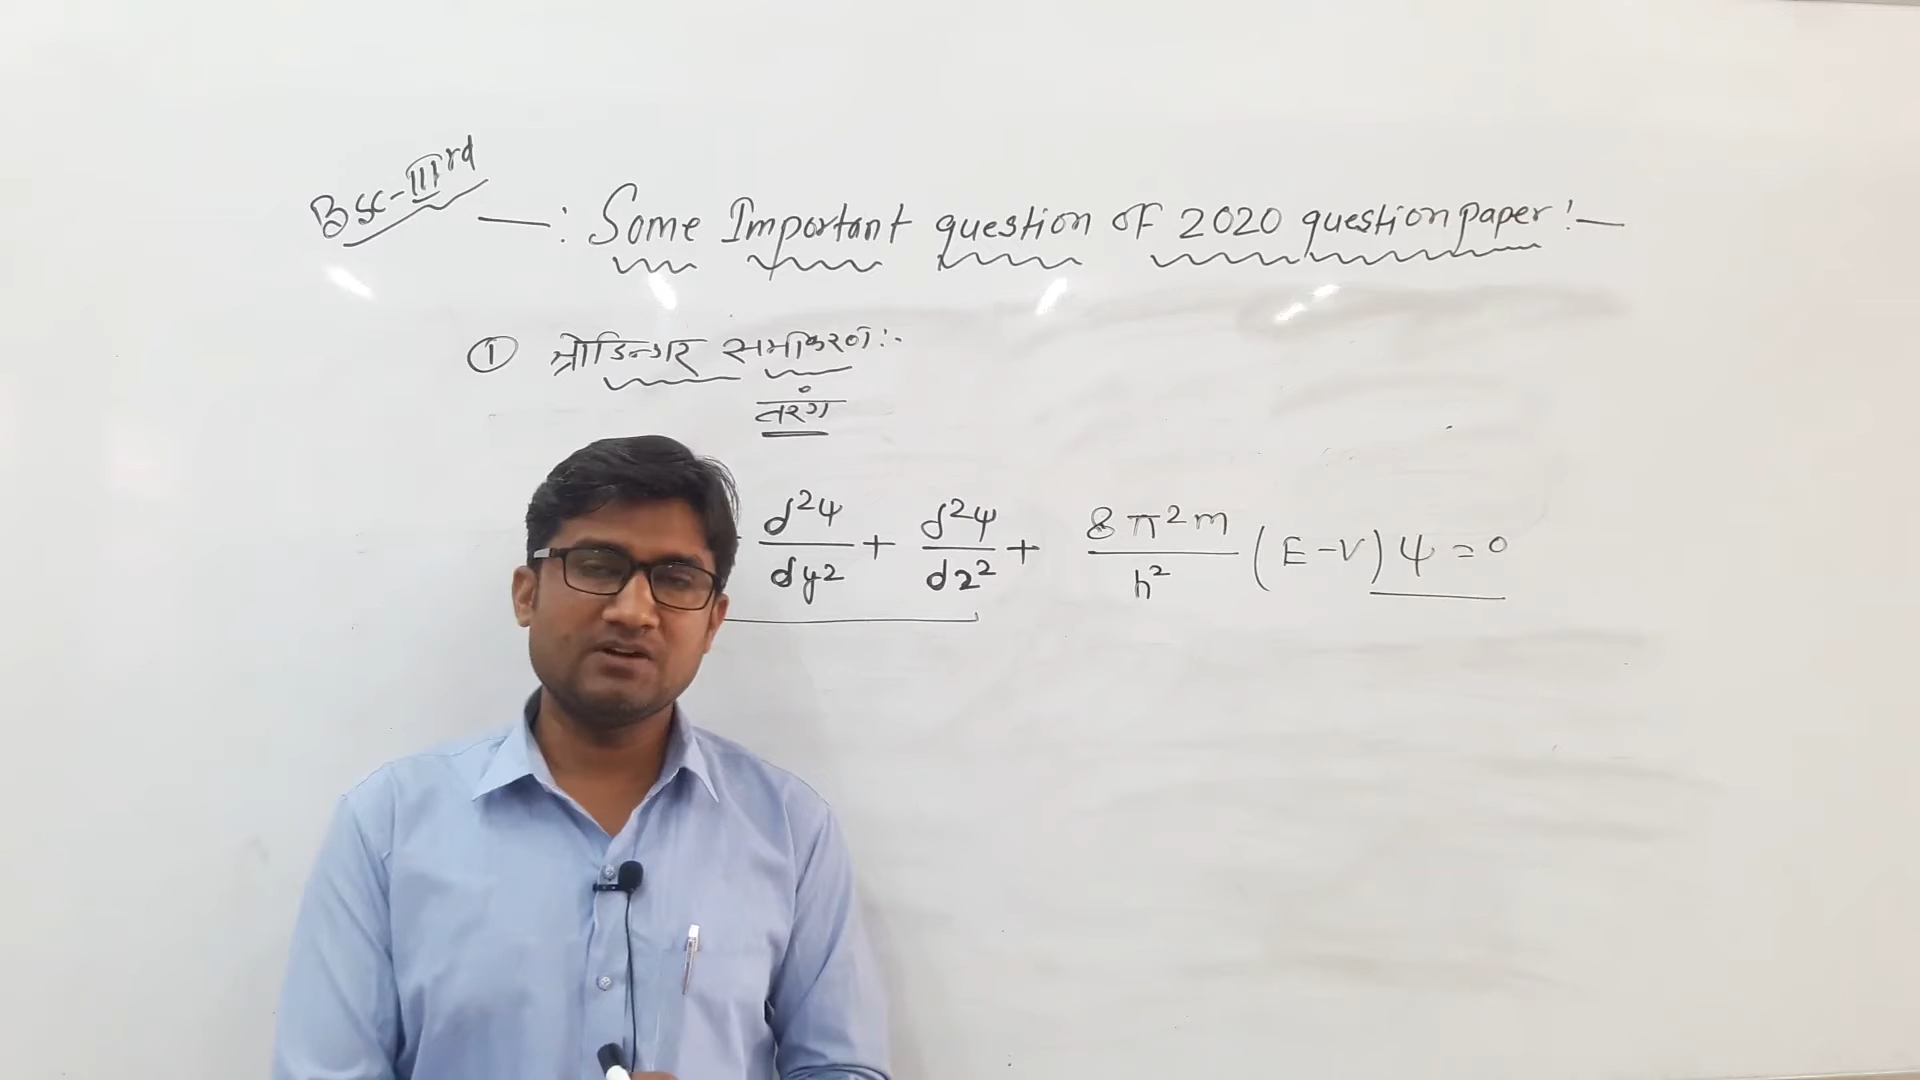 BSC-IIIrd
—: Some Important question of 2020 question paper:—
① श्रोडिन्गर समीकरण:-
तरंग
d²ψ/dy² + d²ψ/dz² + 8π²m/h² (E-V)ψ = 0